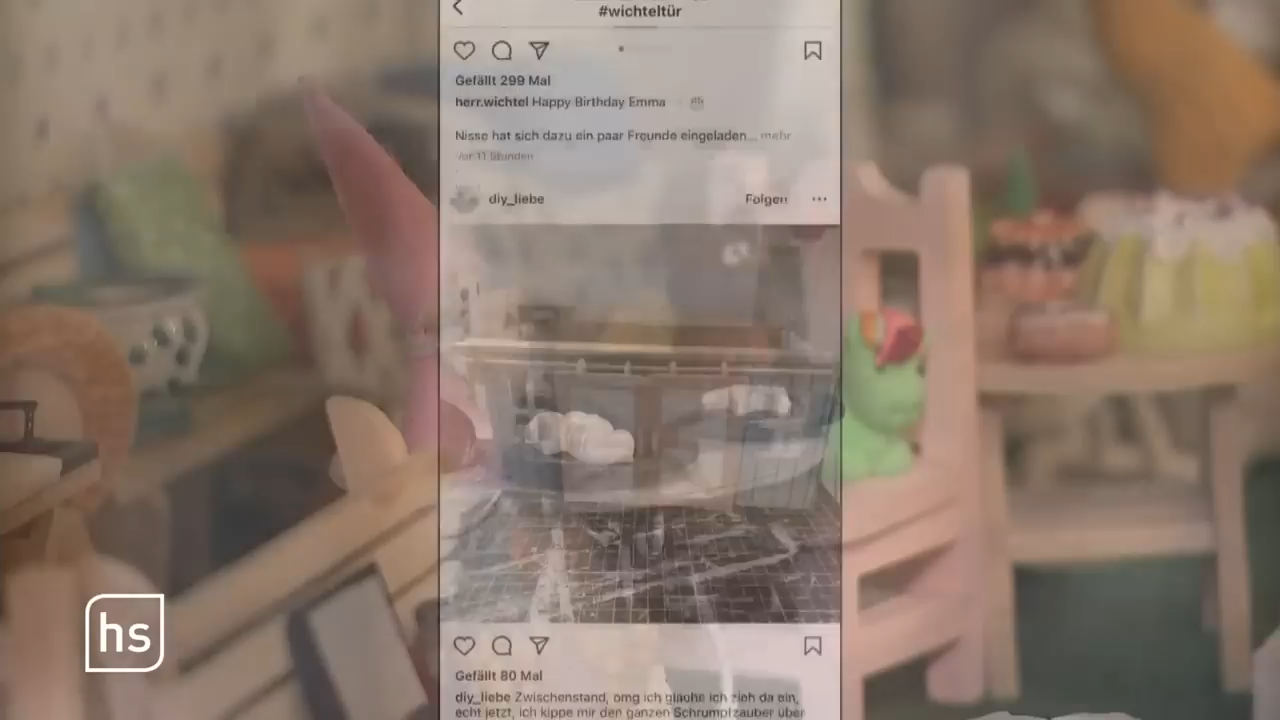 #wichteltür
Gefällt 299 Mal
herr.wichtel Happy Birthday Emma
Nisse hat sich dazu ein paar Freunde eingeladen... mehr
Vor 11 Stunden
diy_liebe
Folgen
Gefällt 80 Mal
diy_liebe Zwischenstand, omg ich glaube ich zieh da ein,
echt jetzt, ich kippe mir den ganzen Schrumpfzauber über
hs